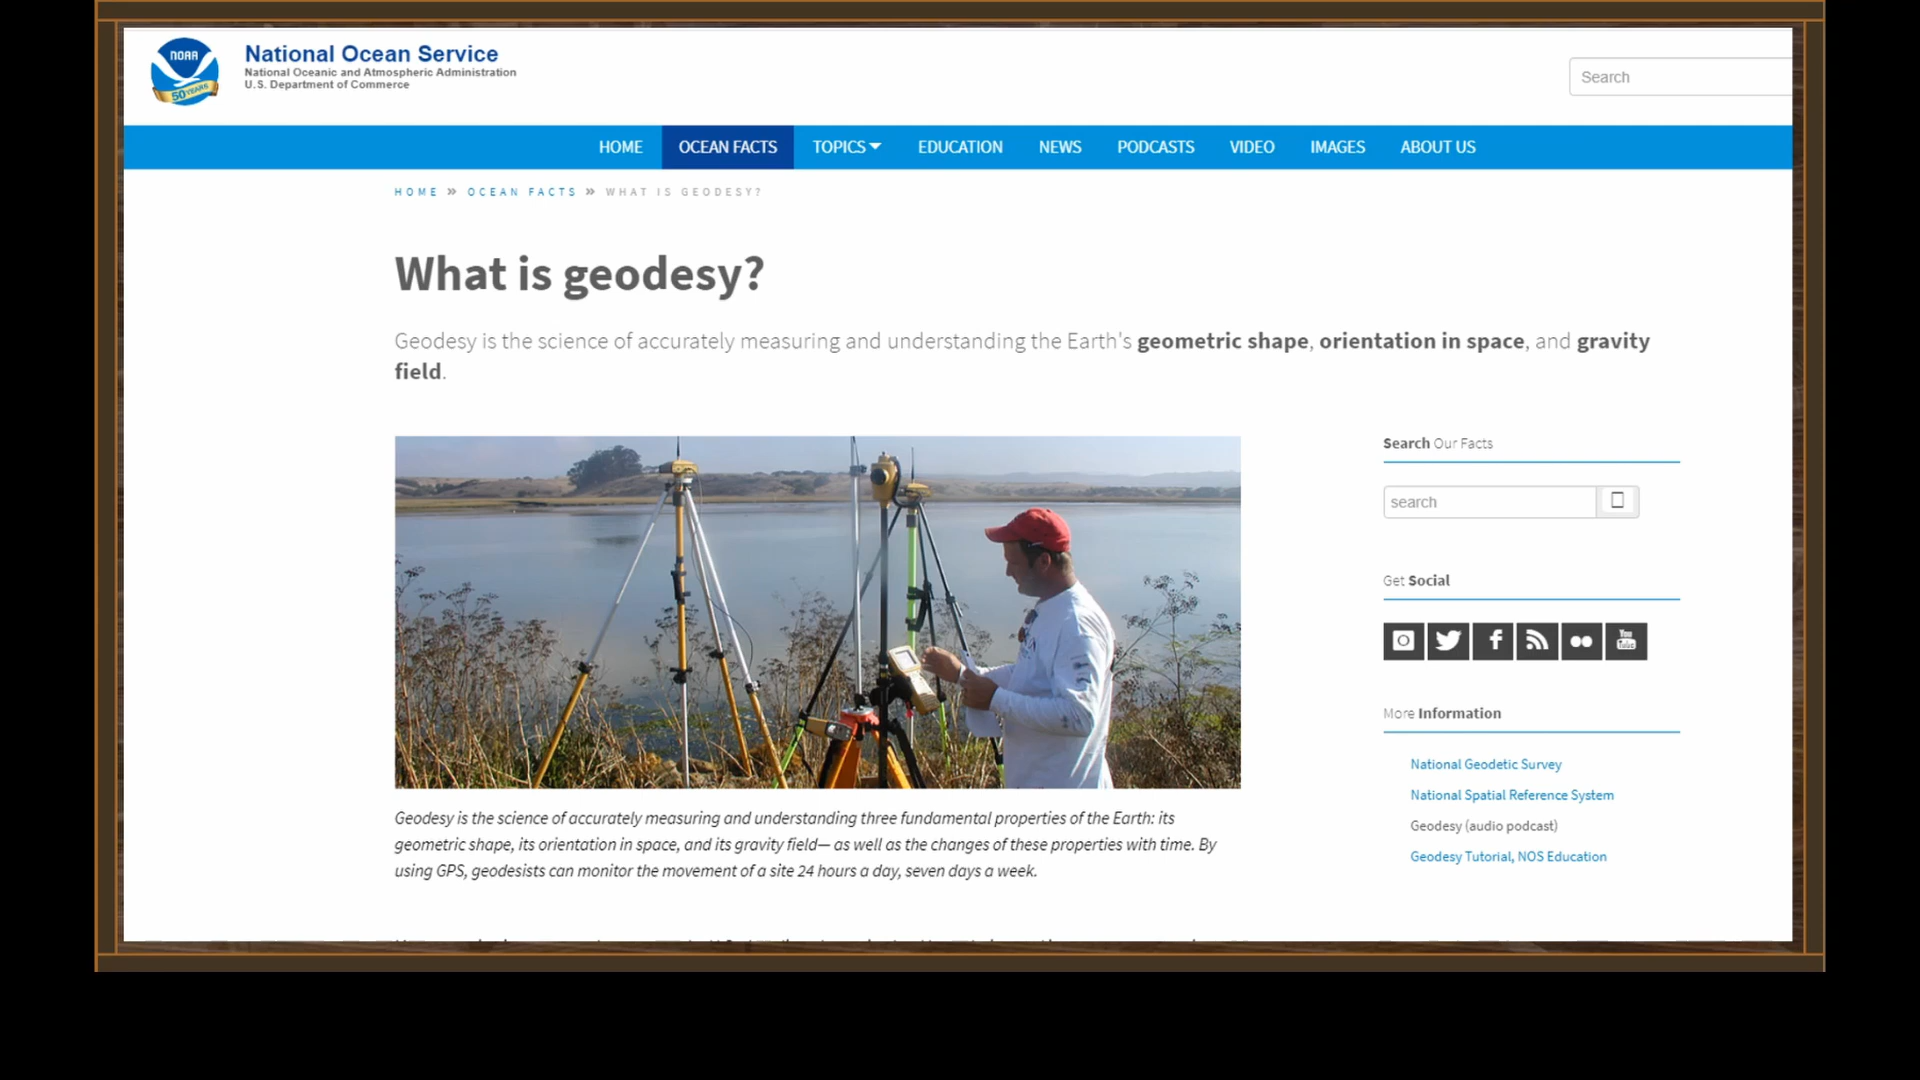 NOAA
50 YEARS
National Ocean Service
National Oceanic and Atmospheric Administration
U.S. Department of Commerce
Search
HOME
OCEAN FACTS
TOPICS
EDUCATION
NEWS
PODCASTS
VIDEO
IMAGES
ABOUT US
HOME » OCEAN FACTS » WHAT IS GEODESY?
What is geodesy?
Geodesy is the science of accurately measuring and understanding the Earth's geometric shape, orientation in space, and gravity
field.
Geodesy is the science of accurately measuring and understanding three fundamental properties of the Earth: its
geometric shape, its orientation in space, and its gravity field— as well as the changes of these properties with time. By
using GPS, geodesists can monitor the movement of a site 24 hours a day, seven days a week.
Search Our Facts
search
Get Social
You Tube
More Information
National Geodetic Survey
National Spatial Reference System
Geodesy (audio podcast)
Geodesy Tutorial, NOS Education